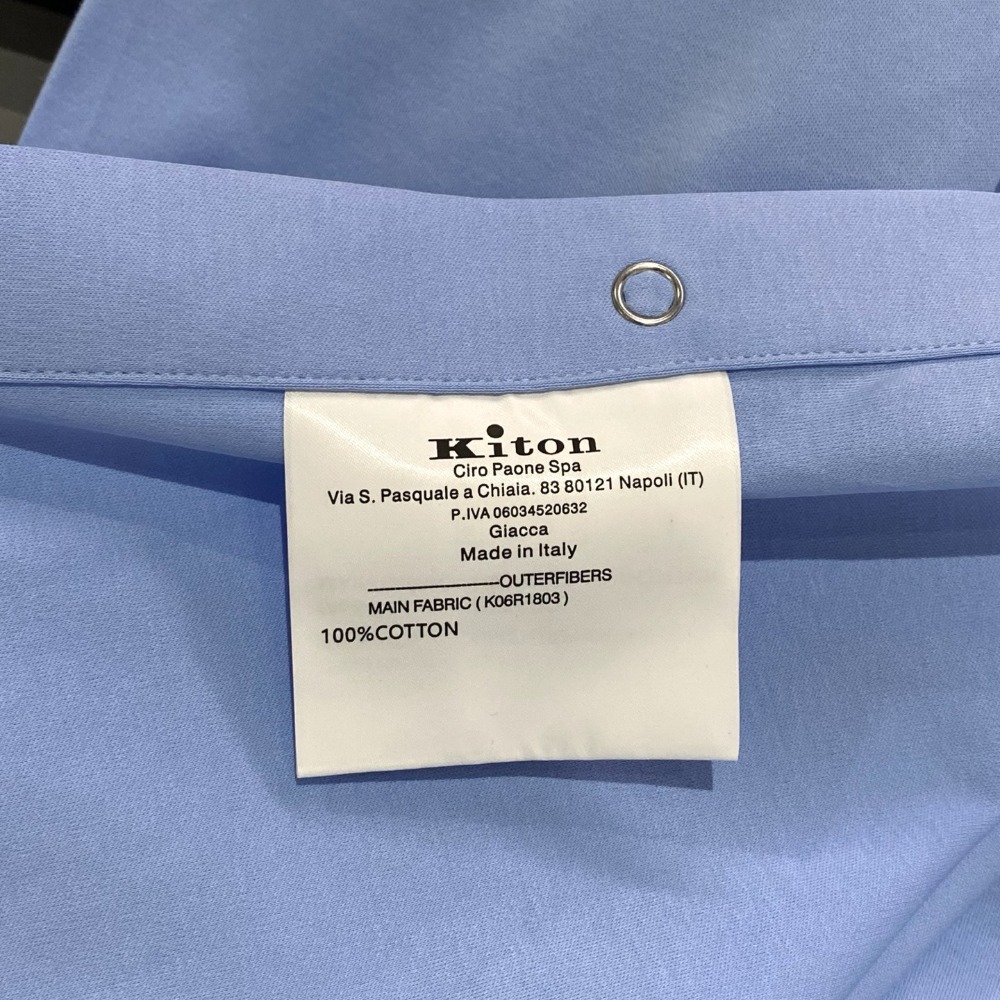 Kiton
Ciro Paone Spa
Via S. Pasquale a Chiaia. 83 80121 Napoli (IT)
P.IVA 06034520632
Giacca
Made in Italy
--------------------OUTERFIBERS
MAIN FABRIC ( K06R1803 )
100%COTTON